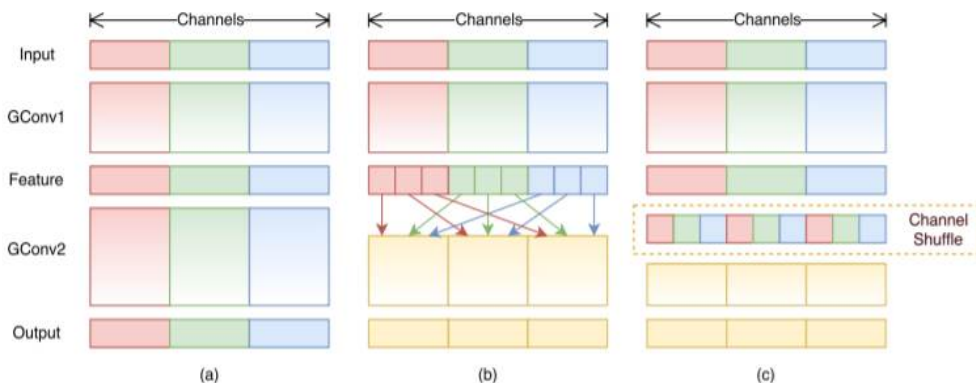 Channels Channels Channels
Input
GConv1
Feature
GConv2
Channel
Shuffle
Output
(a) (b) (c)